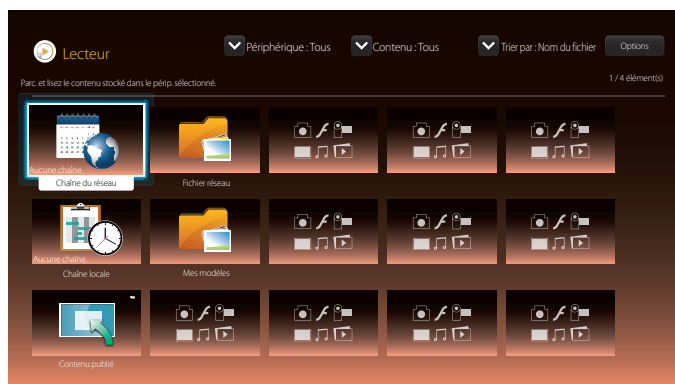 Lecteur
Périphérique : Tous
Contenu : Tous
Trier par : Nom du fichier
Options
Parc. et lisez le contenu stocké dans le périp. sélectionné.
1 / 4 élément(s)
Aucune chaîne.
Chaîne du réseau
Fichier réseau
Aucune chaîne.
Chaîne locale
Mes modèles
Contenu publié